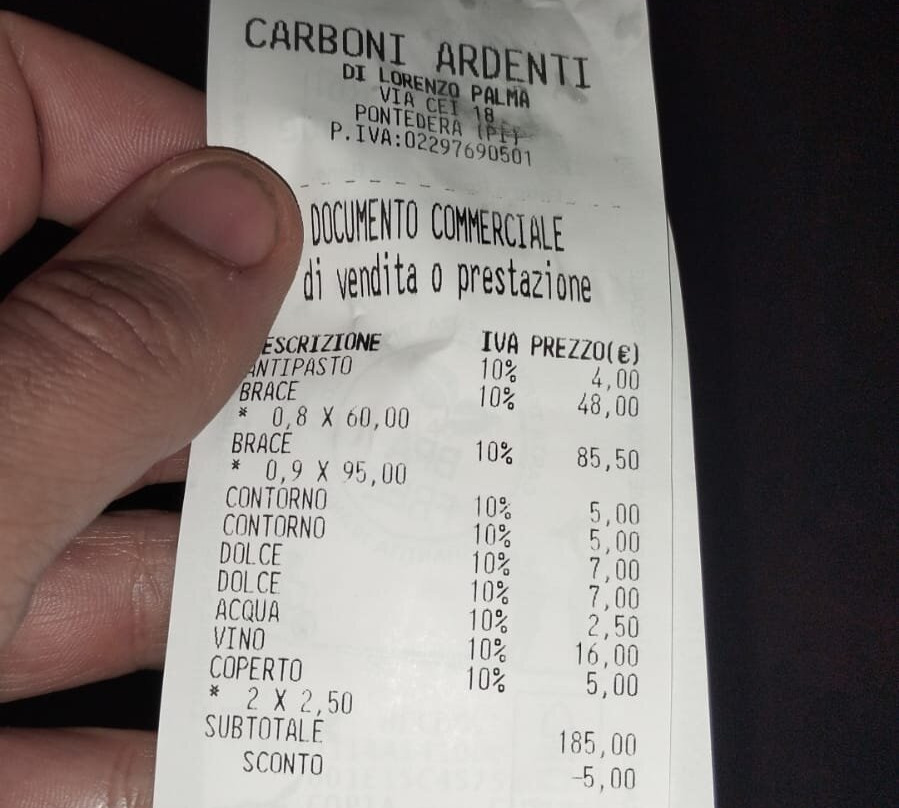 CARBONI ARDENTI
DI LORENZO PALMA
VIA CEI 18
PONTEDERA (PI)
P.IVA:02297690501
DOCUMENTO COMMERCIALE
di vendita o prestazione
ESCRIZIONE IVA PREZZO(€)
ANTIPASTO 10% 4,00
BRACE 10% 48,00
* 0,8 X 60,00
BRACE 10% 85,50
* 0,9 X 95,00
CONTORNO 10% 5,00
CONTORNO 10% 5,00
DOLCE 10% 7,00
DOLCE 10% 7,00
ACQUA 10% 2,50
VINO 10% 16,00
COPERTO 10% 5,00
* 2 X 2,50
SUBTOTALE 185,00
SCONTO -5,00